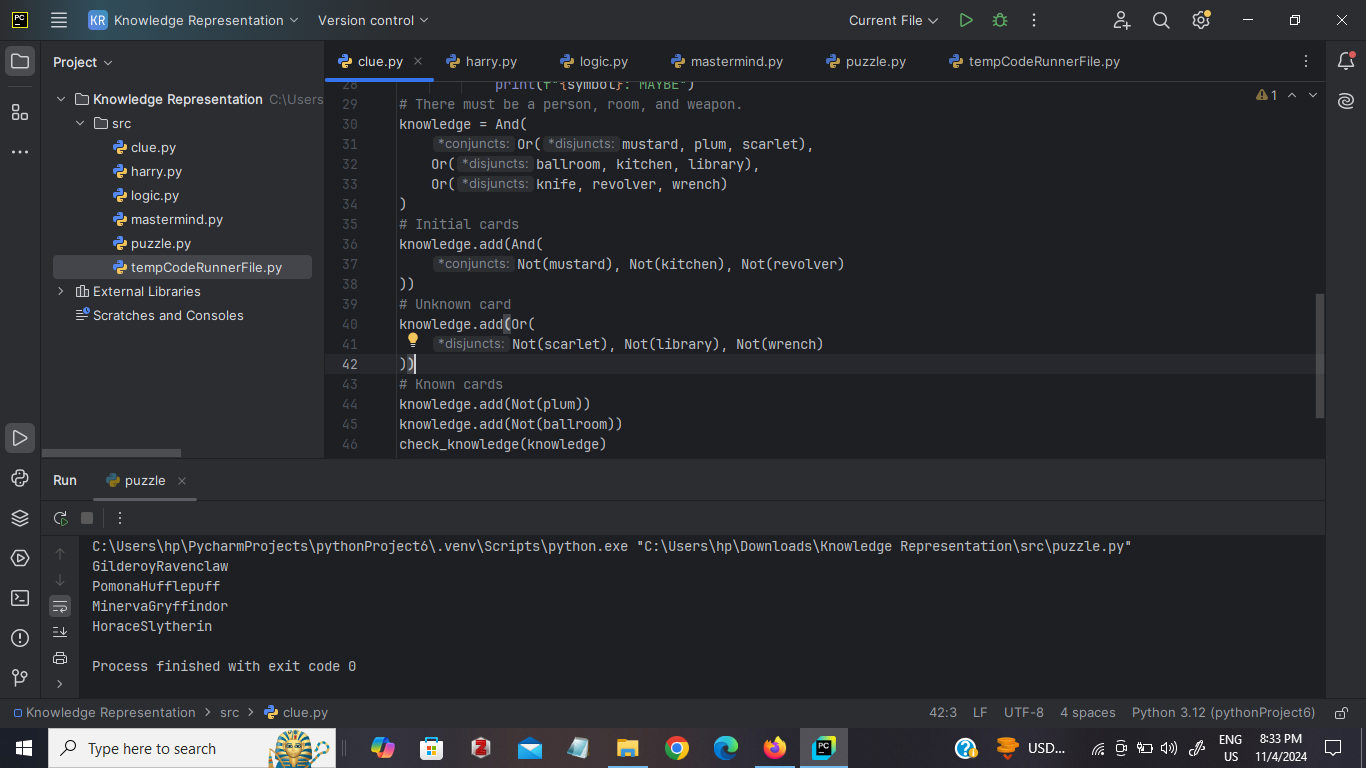 PC
KR Knowledge Representation Version control Current File
Project
clue.py harry.py logic.py mastermind.py puzzle.py tempCodeRunnerFile.py
Knowledge Representation C:\Users
src
clue.py
harry.py
logic.py
mastermind.py
puzzle.py
tempCodeRunnerFile.py
External Libraries
Scratches and Consoles
1
28 print(f"{symbol}: MAYBE")
29 # There must be a person, room, and weapon.
30 knowledge = And(
31 *conjuncts: Or( *disjuncts: mustard, plum, scarlet),
32 Or( *disjuncts: ballroom, kitchen, library),
33 Or( *disjuncts: knife, revolver, wrench)
34 )
35 # Initial cards
36 knowledge.add(And(
37 *conjuncts: Not(mustard), Not(kitchen), Not(revolver)
38 ))
39 # Unknown card
40 knowledge.add(Or(
41 *disjuncts: Not(scarlet), Not(library), Not(wrench)
42 ))
43 # Known cards
44 knowledge.add(Not(plum))
45 knowledge.add(Not(ballroom))
46 check_knowledge(knowledge)
Run puzzle
C:\Users\hp\PycharmProjects\pythonProject6\.venv\Scripts\python.exe "C:\Users\hp\Downloads\Knowledge Representation\src\puzzle.py"
GilderoyRavenclaw
PomonaHufflepuff
MinervaGryffindor
HoraceSlytherin
Process finished with exit code 0
Knowledge Representation > src > clue.py 42:3 LF UTF-8 4 spaces Python 3.12 (pythonProject6)
Type here to search
PC
USD...
ENG
US
8:33 PM
11/4/2024